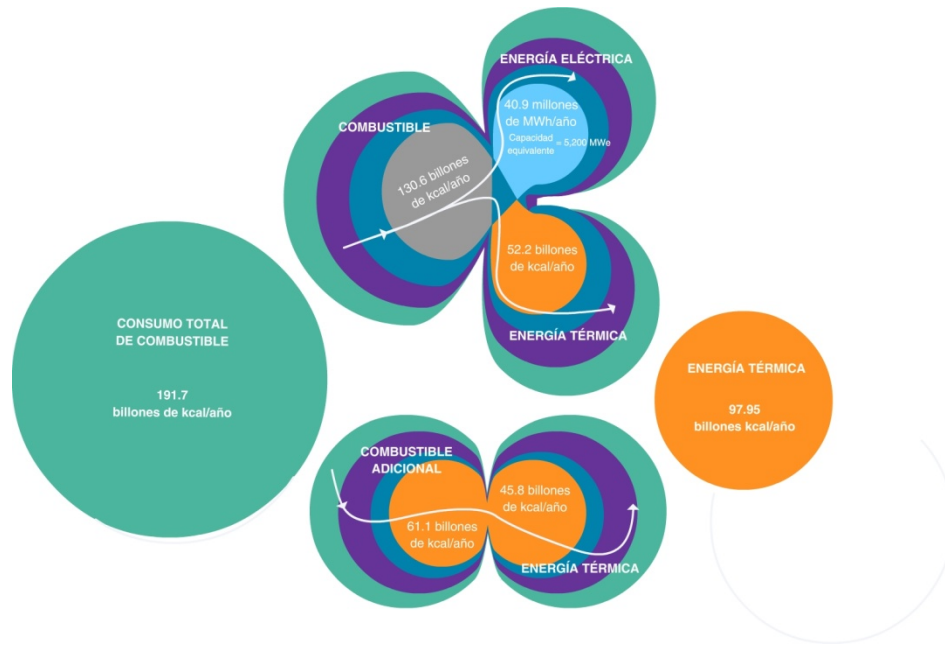 ENERGÍA ELÉCTRICA
40.9 millones
de MWh/año
Capacidad
equivalente = 5,200 MWe
COMBUSTIBLE
130.6 billones
de kcal/año
52.2 billones
de kcal/año
ENERGÍA TÉRMICA
CONSUMO TOTAL
DE COMBUSTIBLE
191.7
billones de kcal/año
ENERGÍA TÉRMICA
97.95
billones kcal/año
COMBUSTIBLE
ADICIONAL
45.8 billones
de kcal/año
61.1 billones
de kcal/año
ENERGÍA TÉRMICA